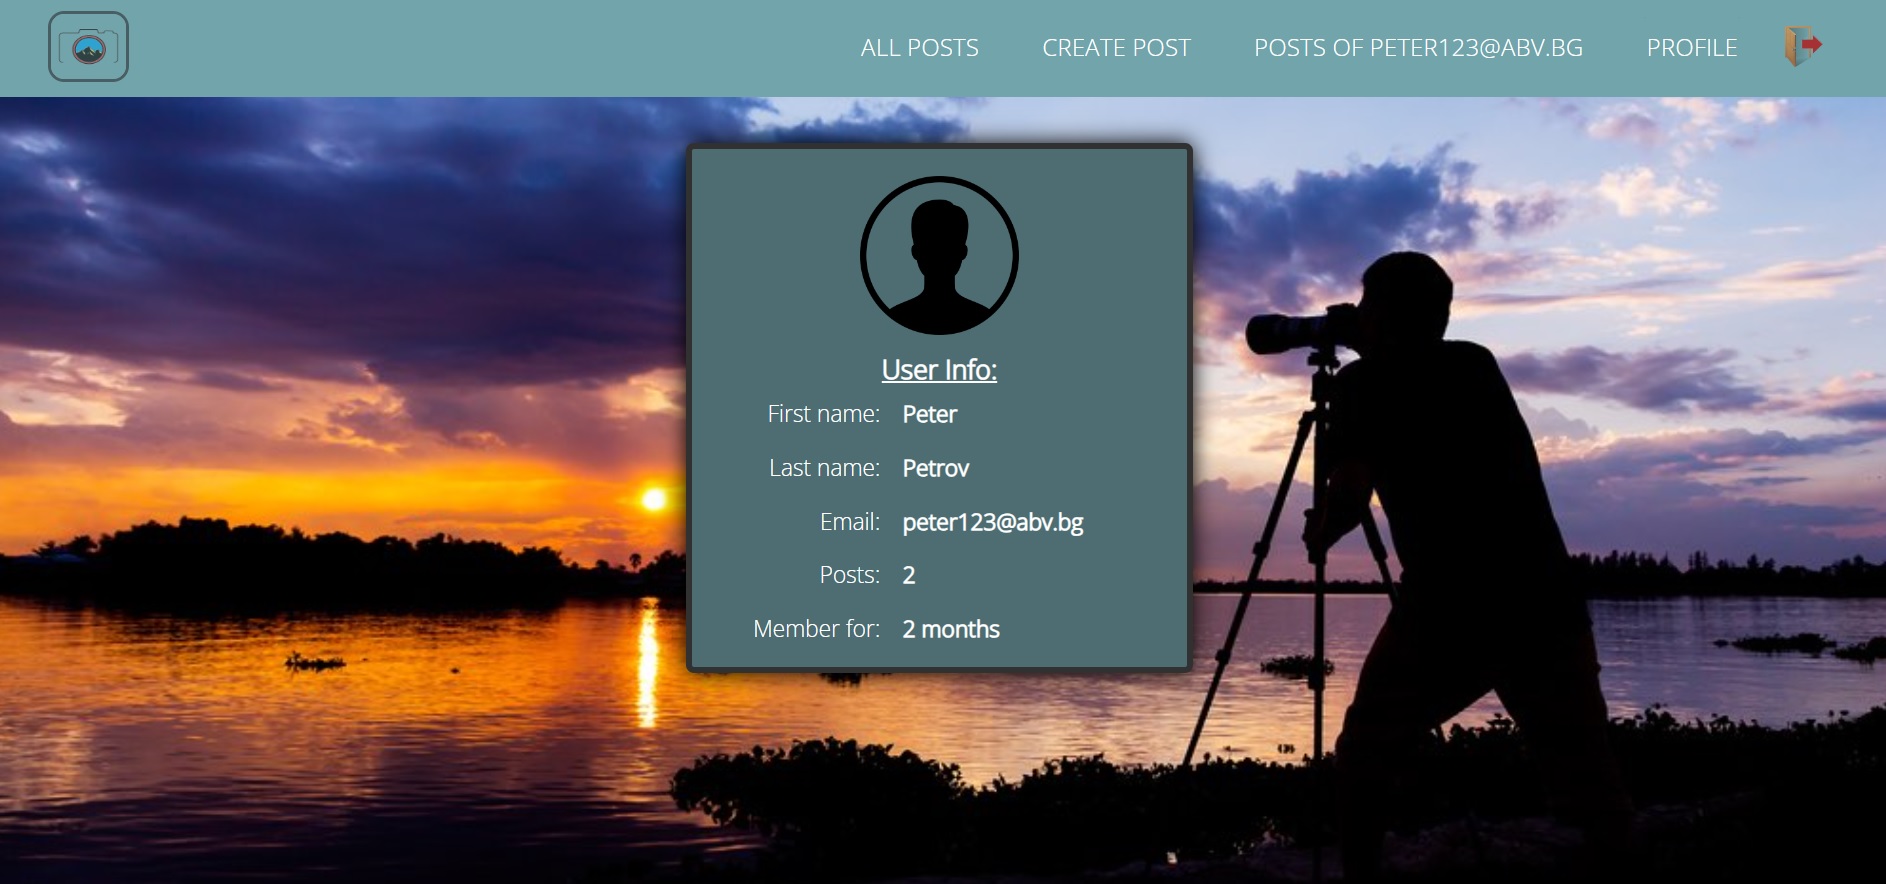 ALL POSTS CREATE POST POSTS OF PETER123@ABV.BG PROFILE
User Info:
First name: Peter
Last name: Petrov
Email: peter123@abv.bg
Posts: 2
Member for: 2 months